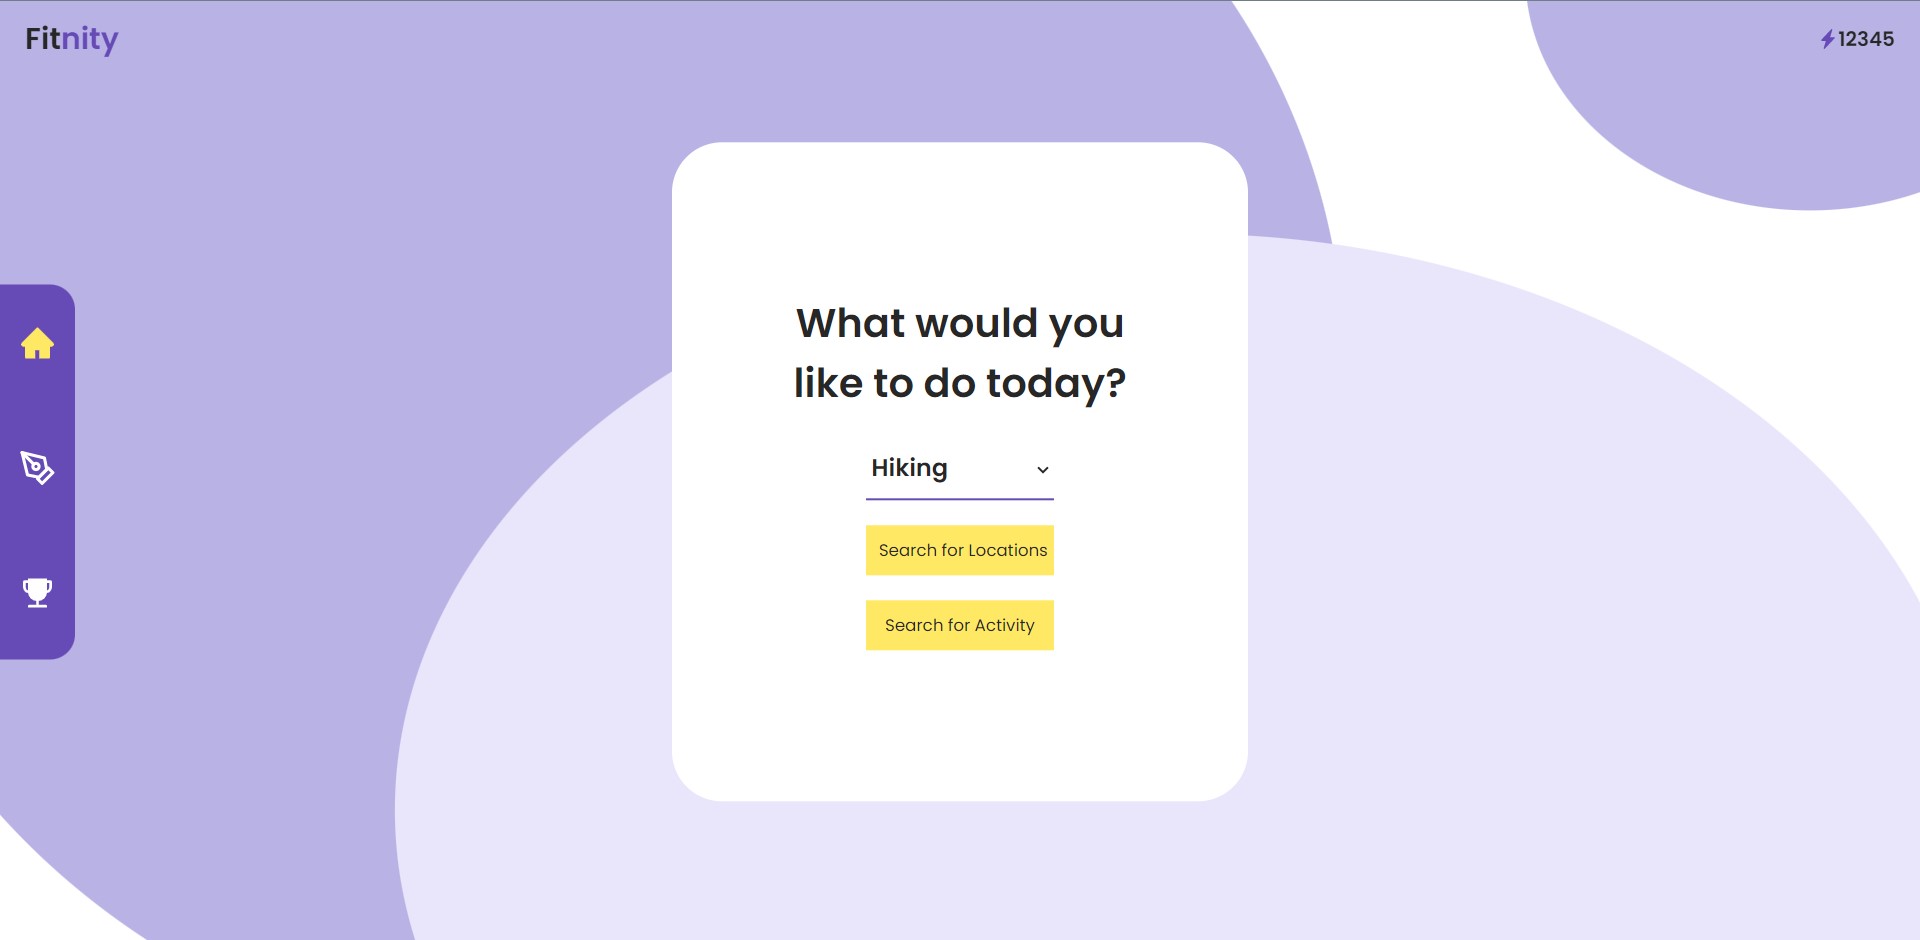 Fitnity
12345
What would you
like to do today?
Hiking
Search for Locations
Search for Activity